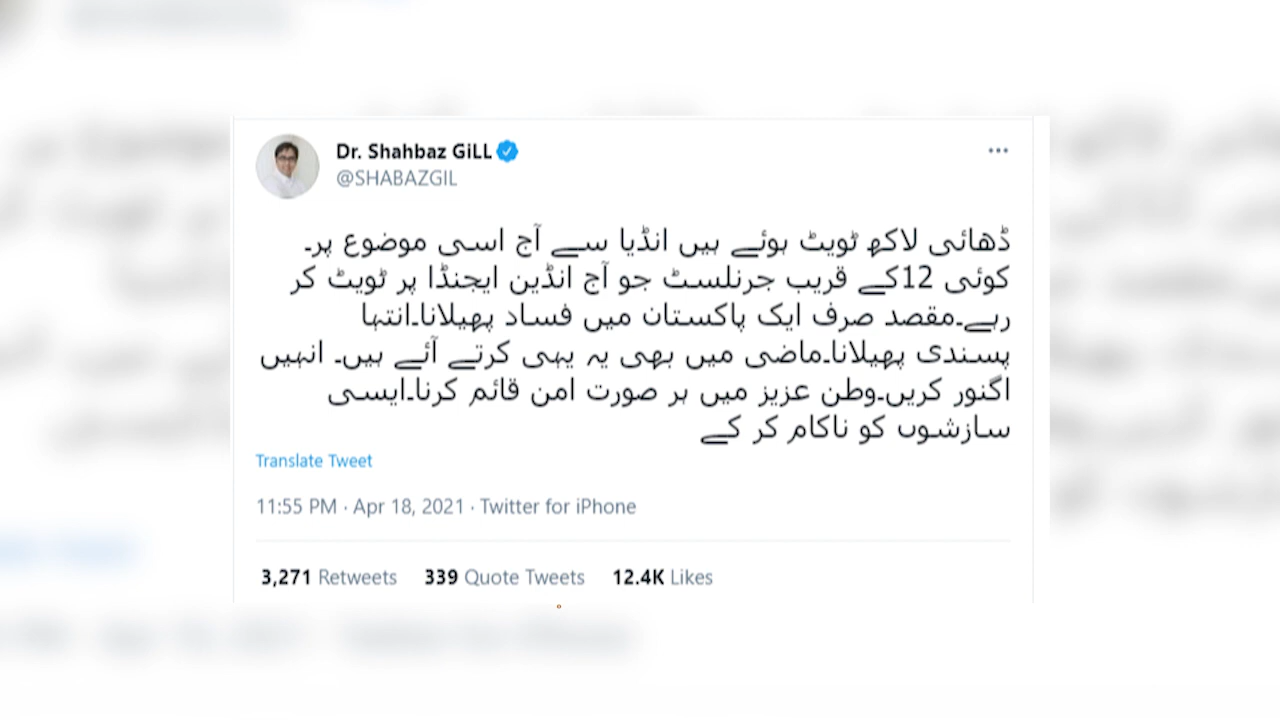 Dr. Shahbaz GiLL
@SHABAZGIL
ڈھائی لاکھ ٹویٹ ہوئے ہیں انڈیا سے آج اسی موضوع پر۔
کوئی 12کے قریب جرنلسٹ جو آج انڈین ایجنڈا پر ٹویٹ کر
رہے۔مقصد صرف ایک پاکستان میں فساد پھیلانا۔انتہا
پسندی پھیلانا۔ماضی میں بھی یہ یہی کرتے آئے ہیں۔ انہیں
اگنور کریں۔وطن عزیز میں ہر صورت امن قائم کرنا۔ایسی
سازشوں کو ناکام کر کے
Translate Tweet
11:55 PM · Apr 18, 2021 · Twitter for iPhone
3,271 Retweets 339 Quote Tweets 12.4K Likes